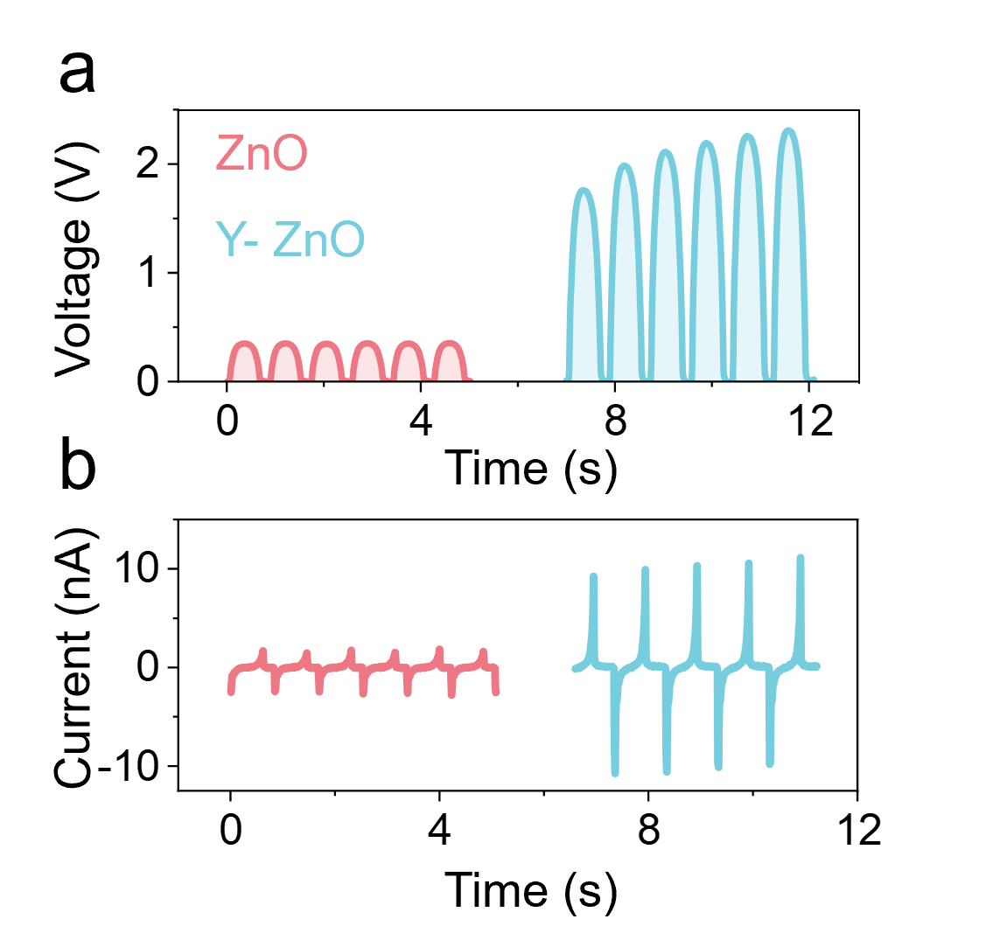 a
Voltage (V)
2
1
0
ZnO
Y- ZnO
0 4 8 12
Time (s)
b
Current (nA)
10
0
-10
0 4 8 12
Time (s)